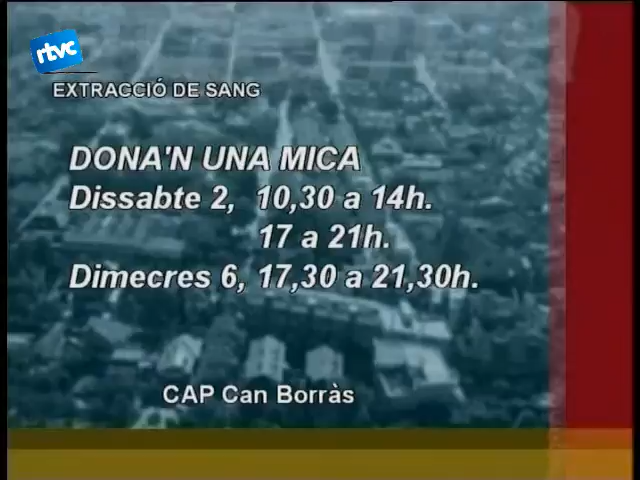 rtvc
EXTRACCIÓ DE SANG
DONA'N UNA MICA
Dissabte 2, 10,30 a 14h.
17 a 21h.
Dimecres 6, 17,30 a 21,30h.
CAP Can Borràs